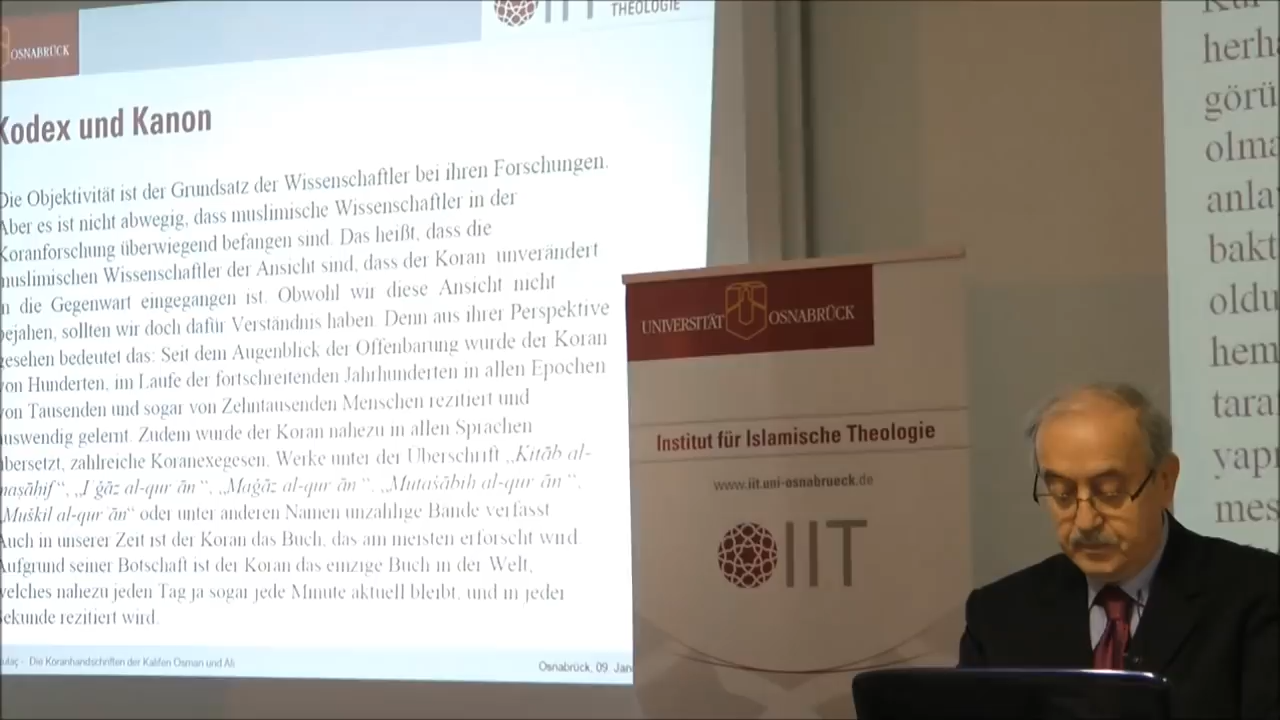 OSNABRÜCK
IIT
THEOLOGIE
Kodex und Kanon
Die Objektivität ist der Grundsatz der Wissenschaftler bei ihren Forschungen.
Aber es ist nicht abwegig, dass muslimische Wissenschaftler in der
Koranforschung überwiegend befangen sind. Das heißt, dass die
muslimischen Wissenschaftler der Ansicht sind, dass der Koran unverändert
in die Gegenwart eingegangen ist. Obwohl wir diese Ansicht nicht
bejahen, sollten wir doch dafür Verständnis haben. Denn aus ihrer Perspektive
gesehen bedeutet das: Seit dem Augenblick der Offenbarung wurde der Koran
von Hunderten, im Laufe der fortschreitenden Jahrhunderten in allen Epochen
von Tausenden und sogar von Zehntausenden Menschen rezitiert und
auswendig gelernt. Zudem wurde der Koran nahezu in allen Sprachen
übersetzt, zahlreiche Koranexegesen, Werke unter der Überschrift „Kitāb al-
maṣāḥif“, „I'ğāz al-qur'ān“, „Mağāz al-qur'ān“, „Mutašābih al-qur'ān“,
„Muškil al-qur'ān“ oder unter anderen Namen unzählige Bände verfasst
Auch in unserer Zeit ist der Koran das Buch, das am meisten erforscht wird
Aufgrund seiner Botschaft ist der Koran das einzige Buch in der Welt,
welches nahezu jeden Tag ja sogar jede Minute aktuell bleibt, und in jeder
Sekunde rezitiert wird.
Die Koranhandschriften der Kalifen Osman und Ali
Osnabrück, 09. Jan
UNIVERSITÄT OSNABRÜCK
Institut für Islamische Theologie
www.iit.uni-osnabrueck.de
IIT
herha
görü
olma
anla
bakt
oldu
hem
tara
yapı
mes